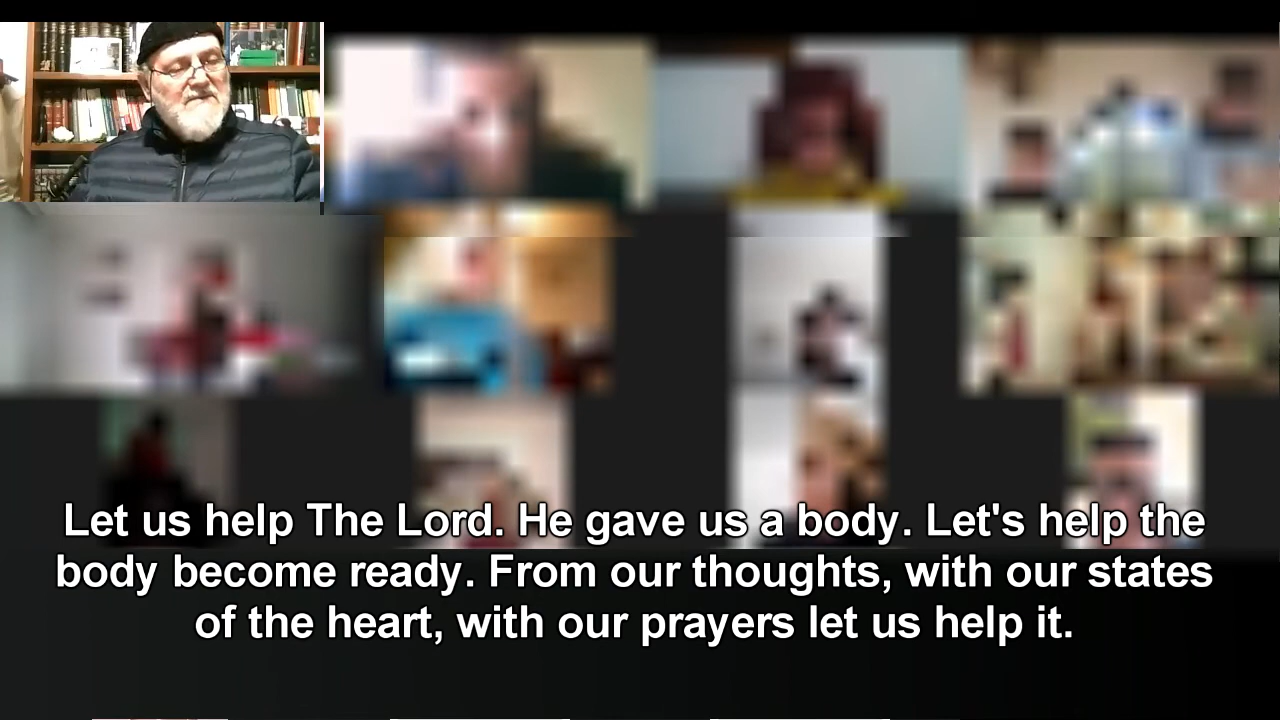 Let us help The Lord. He gave us a body. Let's help the
body become ready. From our thoughts, with our states
of the heart, with our prayers let us help it.